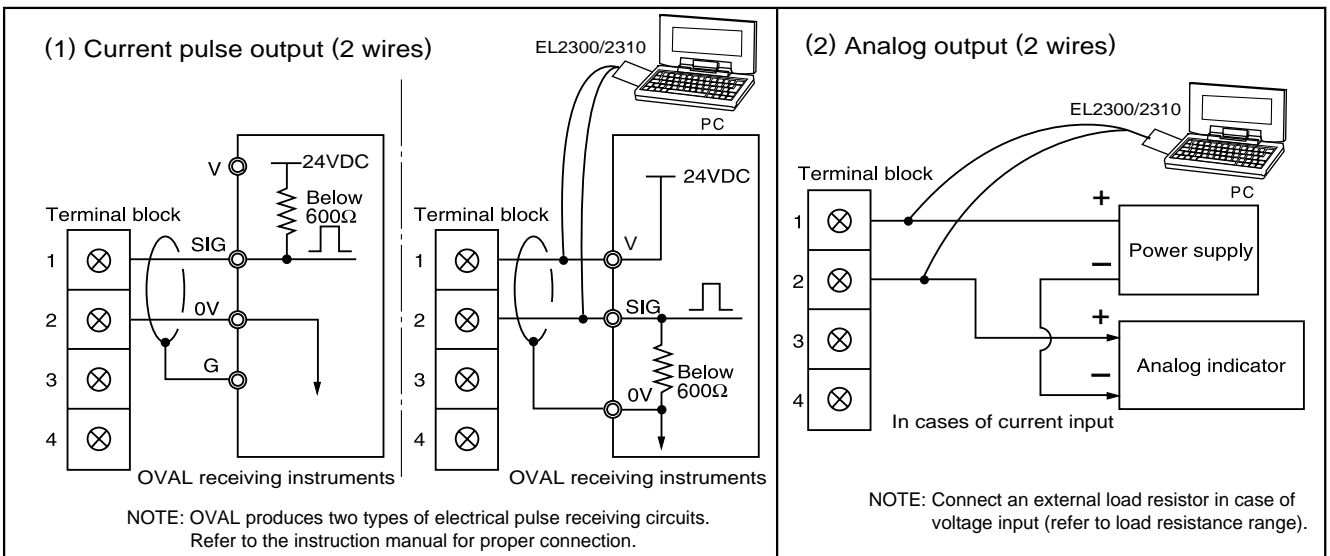 (1) Current pulse output (2 wires)
EL2300/2310
PC
V
24VDC
Below
600Ω
Terminal block
SIG
1
2
0V
3
G
4
OVAL receiving instruments
24VDC
Terminal block
V
1
SIG
2
3
Below
600Ω
0V
4
OVAL receiving instruments
NOTE: OVAL produces two types of electrical pulse receiving circuits.
Refer to the instruction manual for proper connection.
(2) Analog output (2 wires)
EL2300/2310
PC
Terminal block
1
+
Power supply
2
−
+
3
Analog indicator
−
4
In cases of current input
NOTE: Connect an external load resistor in case of
voltage input (refer to load resistance range).